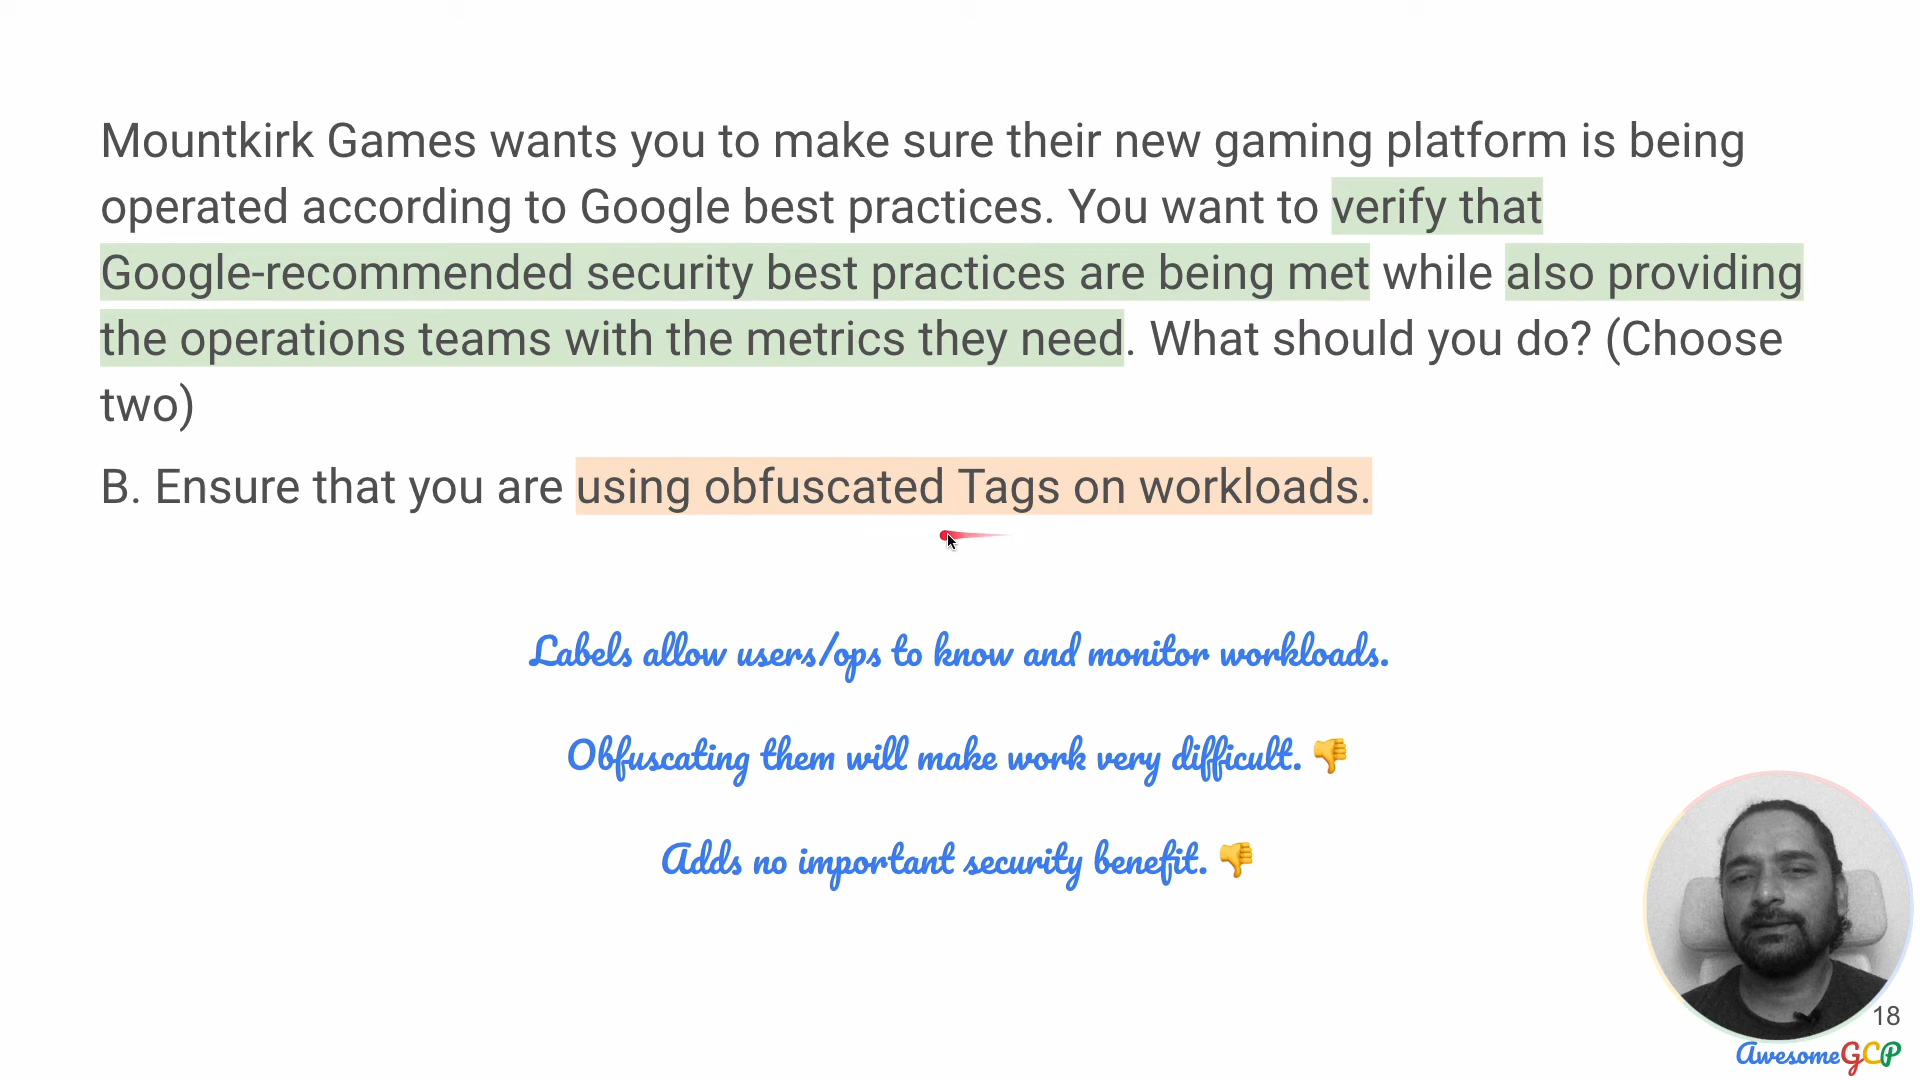 Mountkirk Games wants you to make sure their new gaming platform is being
operated according to Google best practices. You want to verify that
Google-recommended security best practices are being met while also providing
the operations teams with the metrics they need. What should you do? (Choose
two)
B. Ensure that you are using obfuscated Tags on workloads.
Labels allow users/ops to know and monitor workloads.
Obfuscating them will make work very difficult. 👎
Adds no important security benefit. 👎
18
AwesomeGCP